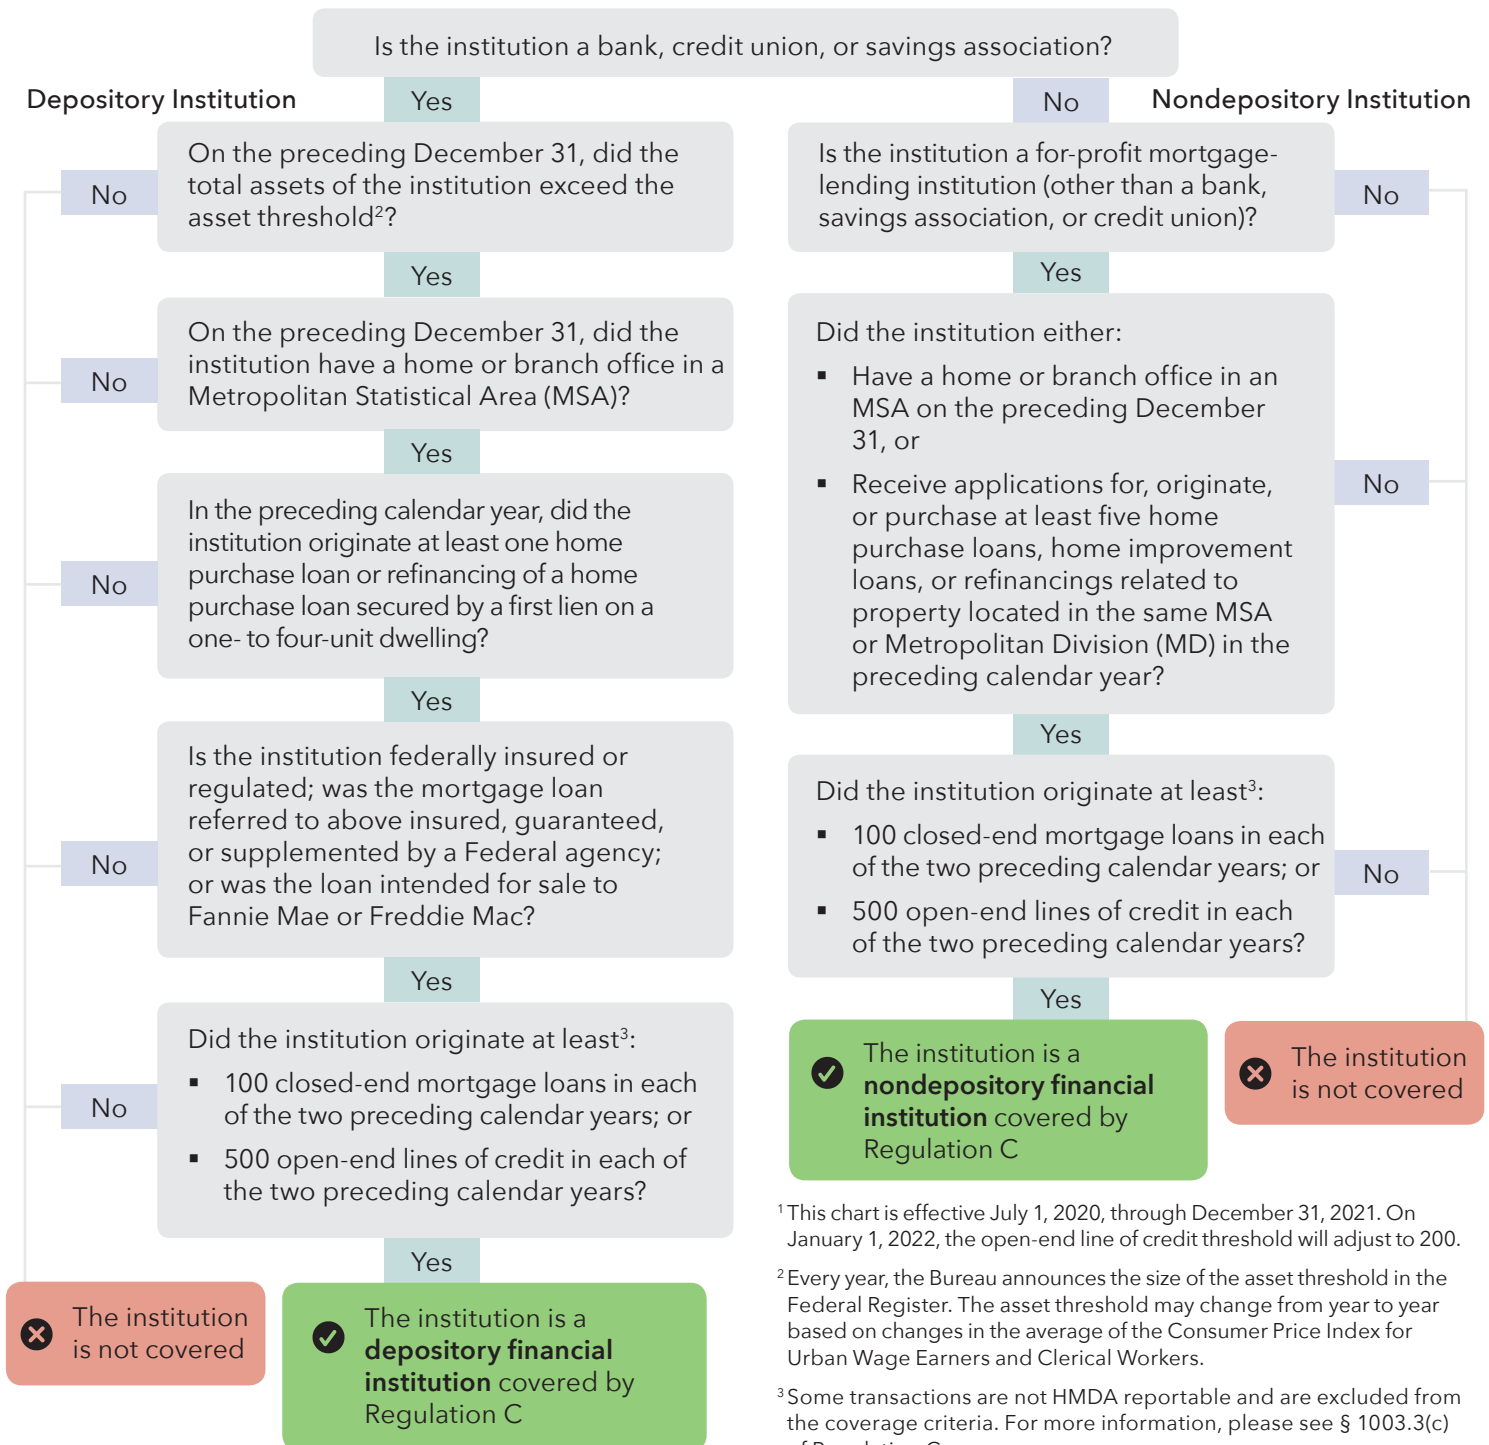 Is the institution a bank, credit union, or savings association?
Depository Institution
Yes
On the preceding December 31, did the
total assets of the institution exceed the
asset threshold²?
No
Yes
On the preceding December 31, did the
institution have a home or branch office in a
Metropolitan Statistical Area (MSA)?
No
Yes
In the preceding calendar year, did the
institution originate at least one home
purchase loan or refinancing of a home
purchase loan secured by a first lien on a
one- to four-unit dwelling?
No
Yes
Is the institution federally insured or
regulated; was the mortgage loan
referred to above insured, guaranteed,
or supplemented by a Federal agency;
or was the loan intended for sale to
Fannie Mae or Freddie Mac?
No
Yes
Did the institution originate at least³:
▪ 100 closed-end mortgage loans in each
of the two preceding calendar years; or
▪ 500 open-end lines of credit in each of
the two preceding calendar years?
No
Yes
The institution
is not covered
The institution is a
depository financial
institution covered by
Regulation C
No
Nondepository Institution
Is the institution a for-profit mortgage-
lending institution (other than a bank,
savings association, or credit union)?
No
Yes
Did the institution either:
▪ Have a home or branch office in an
MSA on the preceding December
31, or
▪ Receive applications for, originate,
or purchase at least five home
purchase loans, home improvement
loans, or refinancings related to
property located in the same MSA
or Metropolitan Division (MD) in the
preceding calendar year?
No
Yes
Did the institution originate at least³:
▪ 100 closed-end mortgage loans in each
of the two preceding calendar years; or
▪ 500 open-end lines of credit in each
of the two preceding calendar years?
No
Yes
The institution is a
nondepository financial
institution covered by
Regulation C
The institution
is not covered
¹ This chart is effective July 1, 2020, through December 31, 2021. On
January 1, 2022, the open-end line of credit threshold will adjust to 200.
² Every year, the Bureau announces the size of the asset threshold in the
Federal Register. The asset threshold may change from year to year
based on changes in the average of the Consumer Price Index for
Urban Wage Earners and Clerical Workers.
³ Some transactions are not HMDA reportable and are excluded from
the coverage criteria. For more information, please see § 1003.3(c)